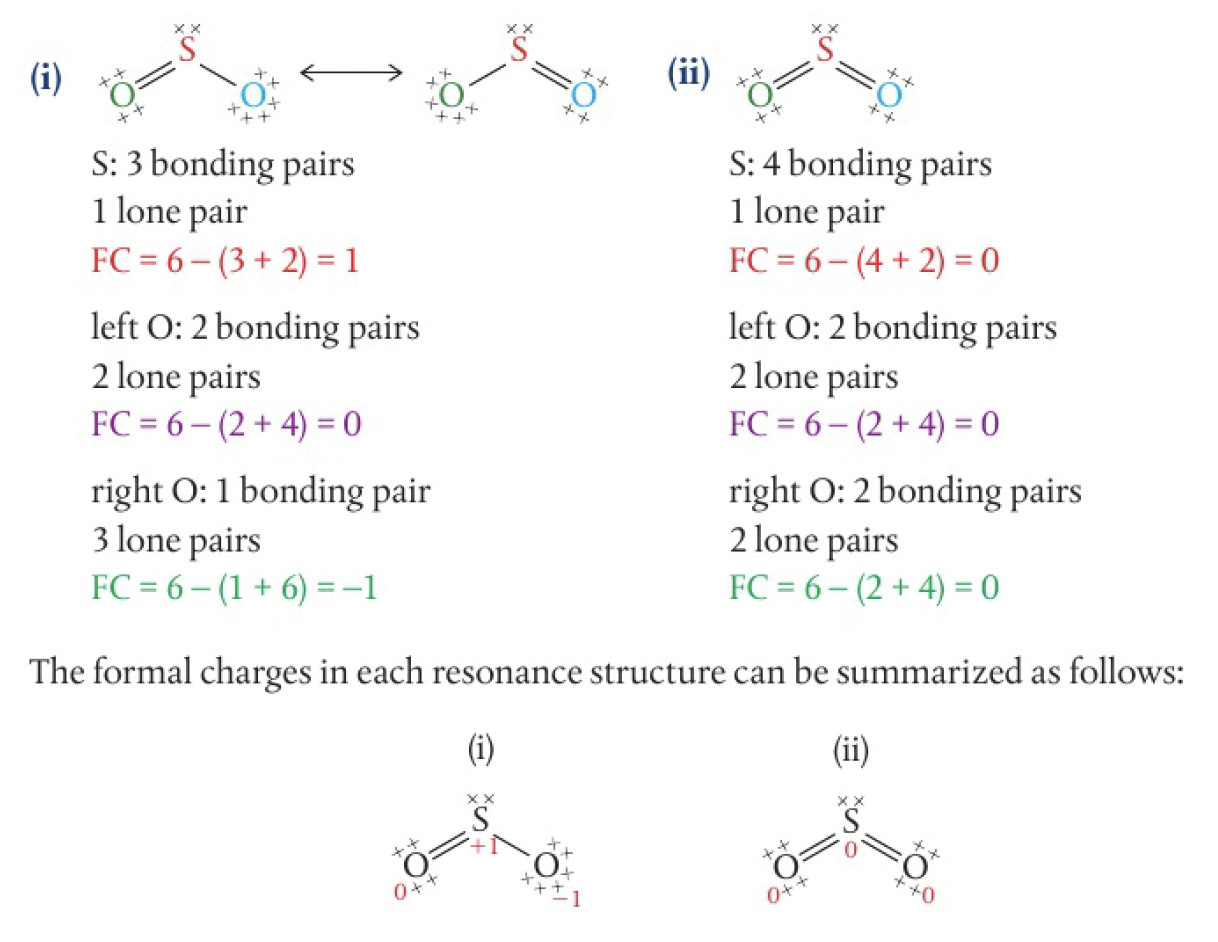 (i) S O O S O O (ii) S O O
S: 3 bonding pairs
1 lone pair
FC = 6 – (3 + 2) = 1
left O: 2 bonding pairs
2 lone pairs
FC = 6 – (2 + 4) = 0
right O: 1 bonding pair
3 lone pairs
FC = 6 – (1 + 6) = –1
S: 4 bonding pairs
1 lone pair
FC = 6 – (4 + 2) = 0
left O: 2 bonding pairs
2 lone pairs
FC = 6 – (2 + 4) = 0
right O: 2 bonding pairs
2 lone pairs
FC = 6 – (2 + 4) = 0
The formal charges in each resonance structure can be summarized as follows:
(i)
S
+1
O O
0 –1
(ii)
S
0
O O
0 0